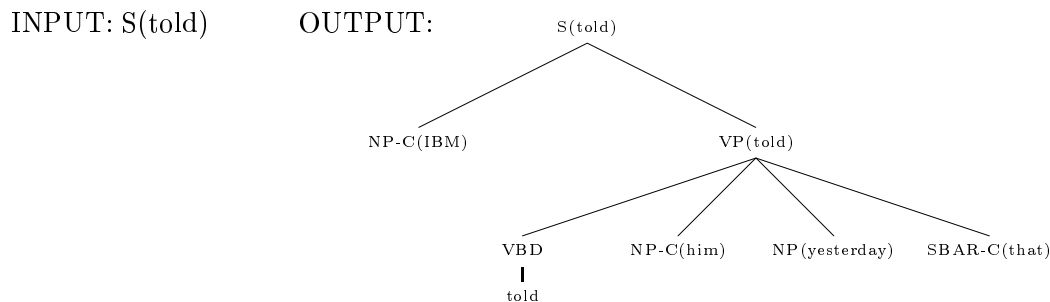 INPUT: S(told) OUTPUT: S(told)
NP-C(IBM) VP(told)
VBD NP-C(him) NP(yesterday) SBAR-C(that)
told